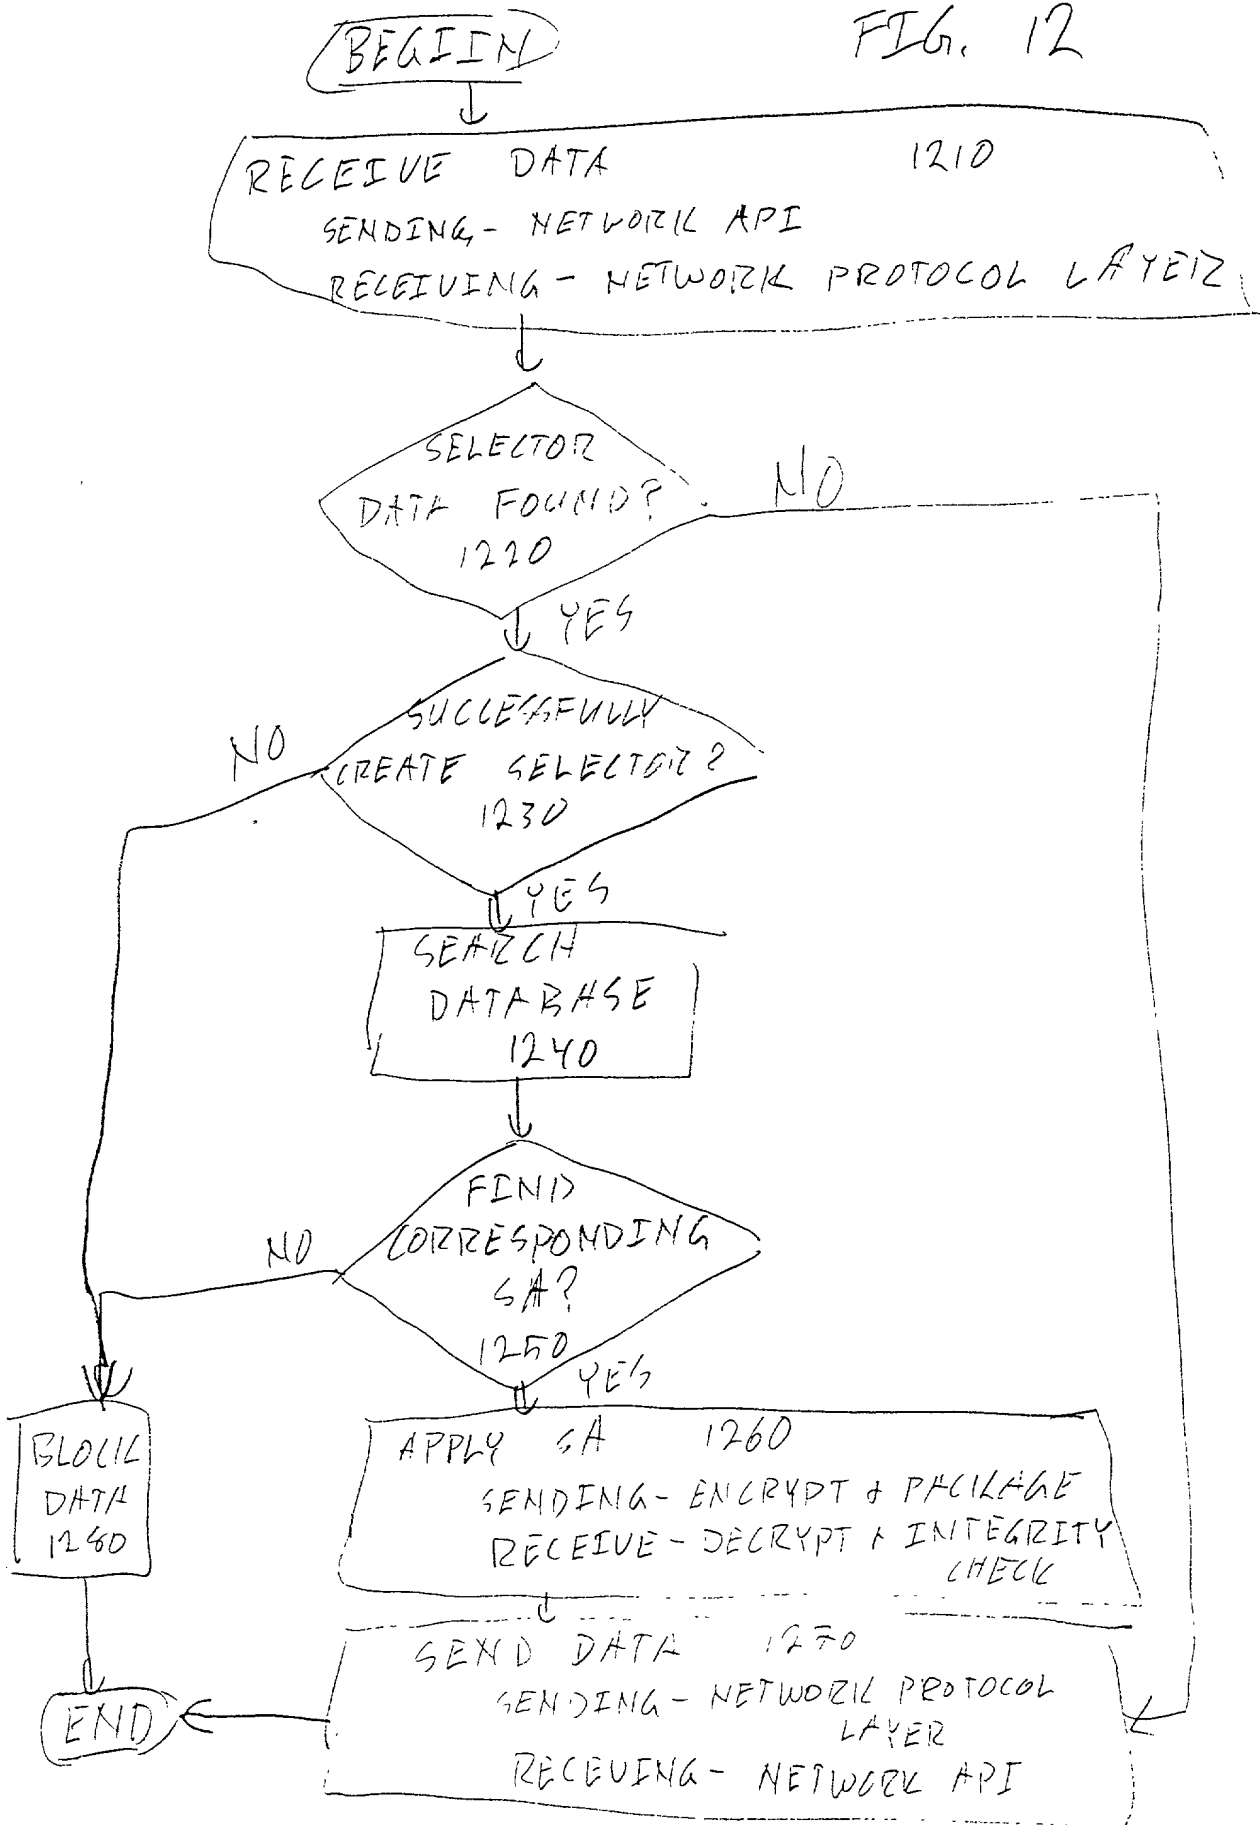 FIG. 12
BEGIIN
RECEIVE DATA 1210
SENDING - NETWORK API
RECEIVING - NETWORK PROTOCOL LAYER
SELECTOR
DATA FOUND?
1220
NO
YES
SUCCESSFULLY
CREATE SELECTOR?
1230
NO
YES
SEARCH
DATABASE
1240
FIND
CORRESPONDING
SA?
1250
NO
YES
APPLY SA 1260
SENDING - ENCRYPT & PACKAGE
RECEIVE - DECRYPT & INTEGRITY
CHECK
BLOCK
DATA
1280
SEND DATA 1270
SENDING - NETWORK PROTOCOL
LAYER
RECEVING - NETWORK API
END